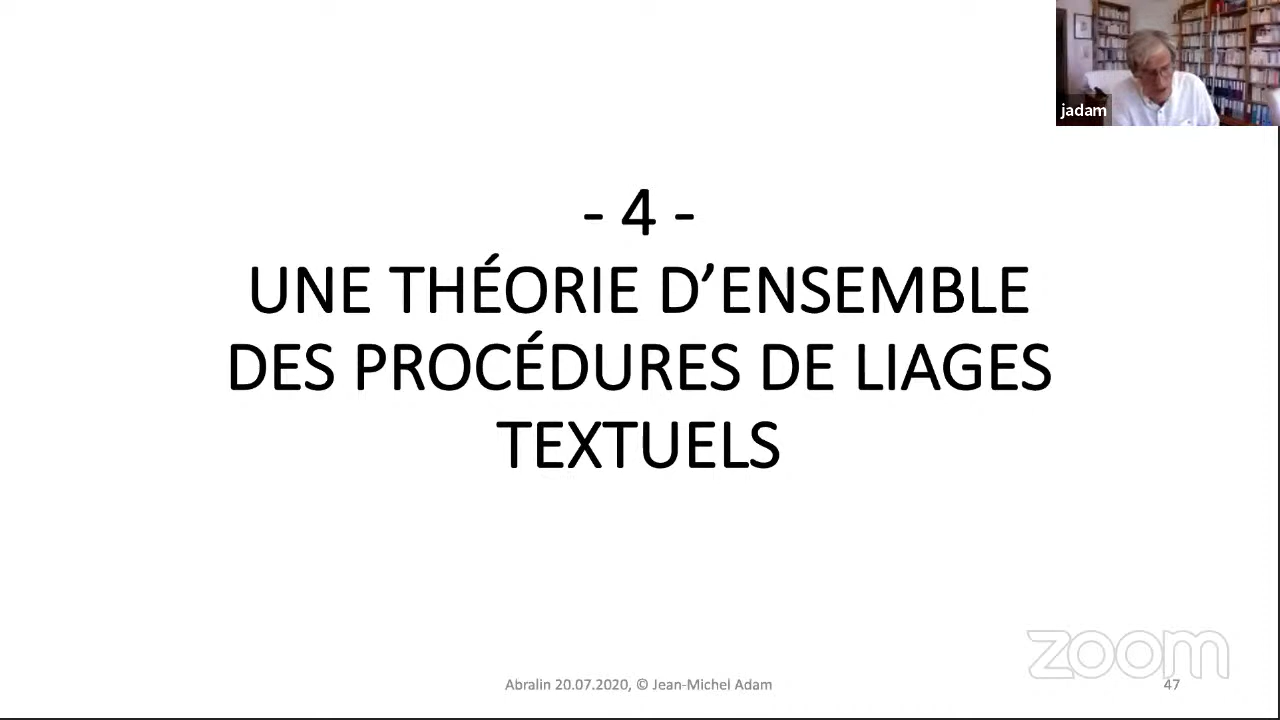 jadam
- 4 -
UNE THÉORIE D’ENSEMBLE
DES PROCÉDURES DE LIAGES
TEXTUELS
zoom
Abralin 20.07.2020, © Jean-Michel Adam
47